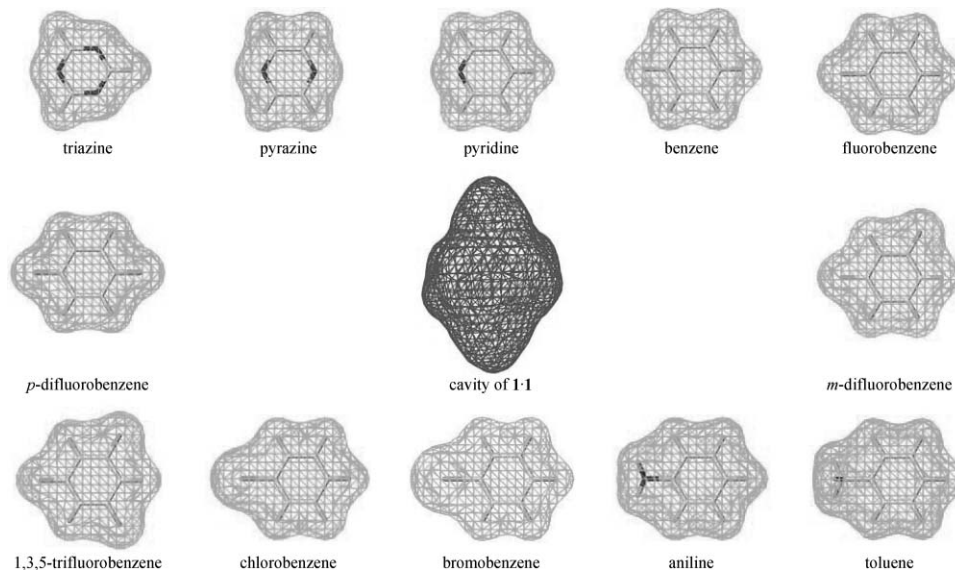 triazine
pyrazine
pyridine
benzene
fluorobenzene
p-difluorobenzene
cavity of 1·1
m-difluorobenzene
1,3,5-trifluorobenzene
chlorobenzene
bromobenzene
aniline
toluene